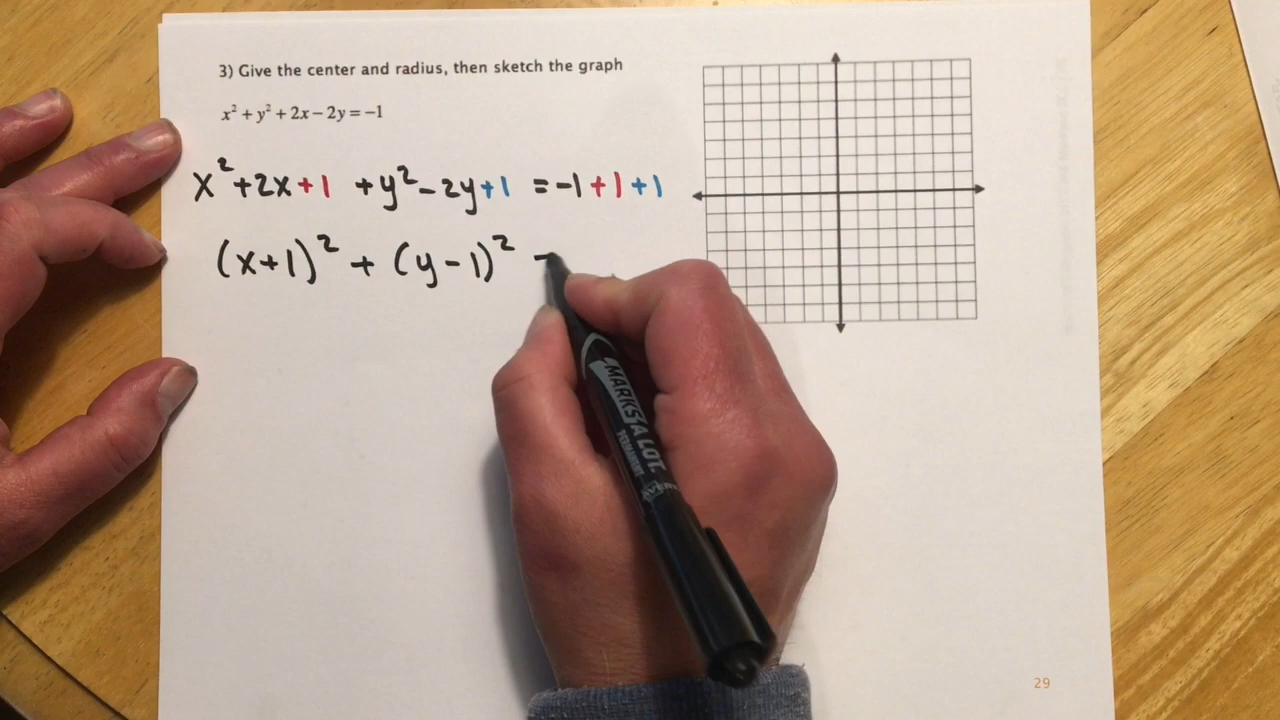 3) Give the center and radius, then sketch the graph
x² + y² + 2x − 2y = −1
x² +2x +1 +y² −2y +1 = −1 +1 +1
(x+1)² + (y−1)² −
MARKS A LOT.
PERMANENT
29